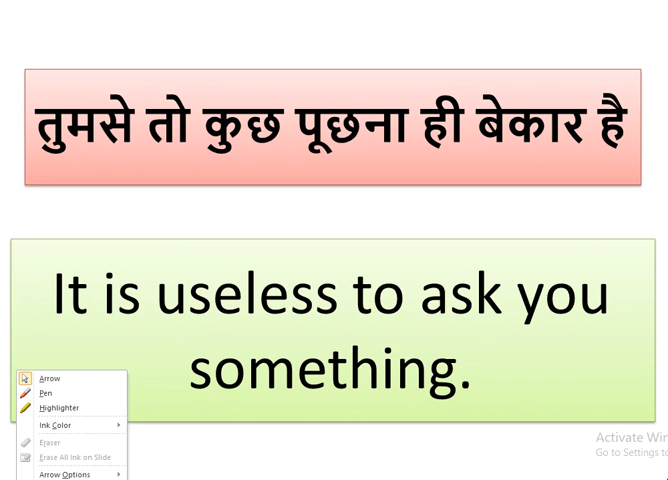 तुमसे तो कुछ पूछना ही बेकार है
It is useless to ask you
something.
Arrow
Pen
Highlighter
Ink Color
Eraser
Erase All Ink on Slide
Arrow Options
Activate Win
Go to Settings to